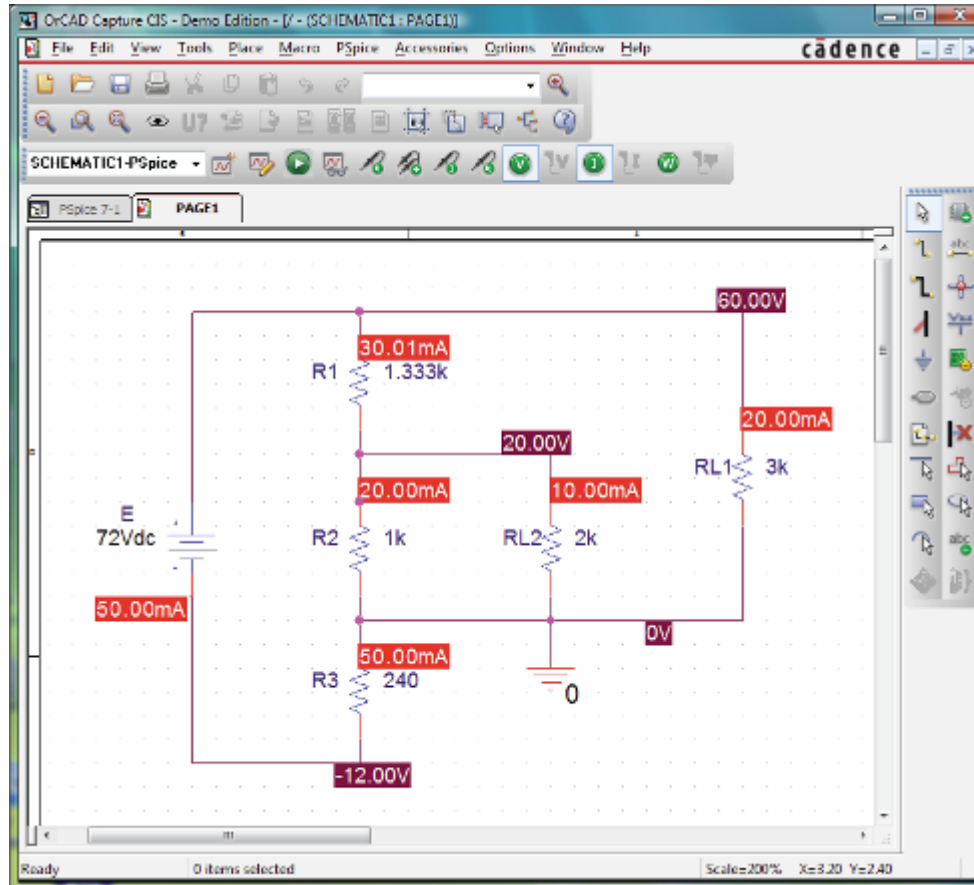 OrCAD Capture CIS - Demo Edition - [/ - (SCHEMATIC1 : PAGE1)]
File Edit View Tools Place Macro PSpice Accessories Options Window Help cādence
U?
SCHEMATIC1-PSpice
PSpice 7-1 PAGE1
60.00V
30.01mA
R1 1.333k
20.00mA
20.00V
RL1 3k
20.00mA 10.00mA
E
72Vdc R2 1k RL2 2k
50.00mA
0V
50.00mA
R3 240
0
-12.00V
Ready 0 items selected Scale=200% X=3.20 Y=2.40